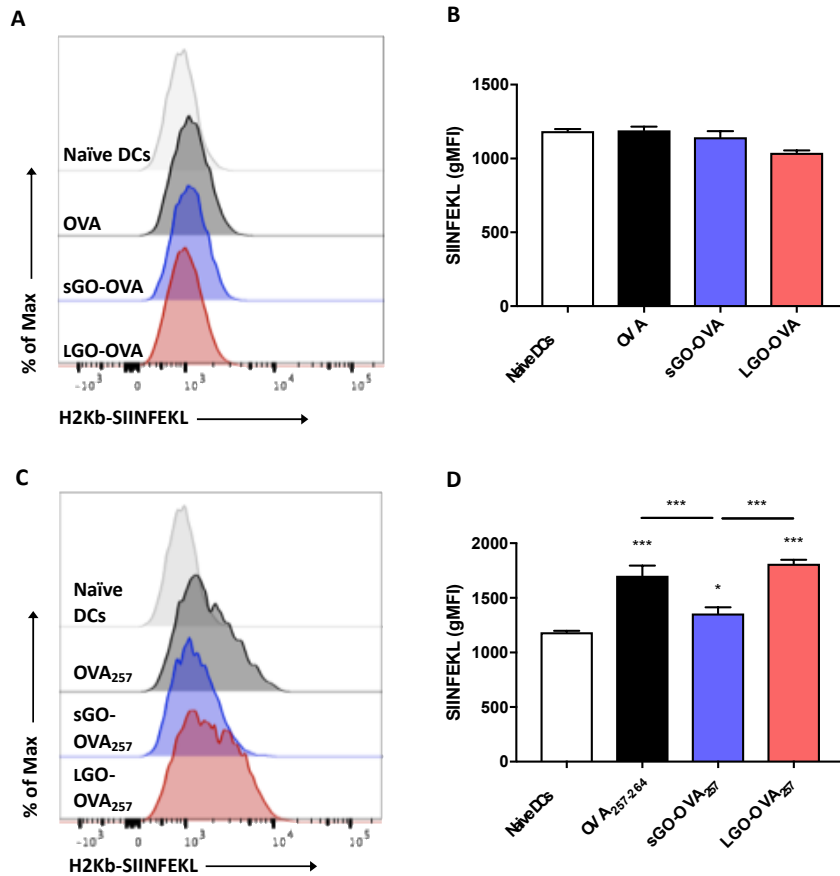 A
Naïve DCs
OVA
sGO-OVA
LGO-OVA
% of Max
-10³ 0 10³ 10⁴ 10⁵
H2Kb-SIINFEKL
B
SIINFEKL (gMFI)
1500
1000
500
0
Naïve DCs
OVA
sGO-OVA
LGO-OVA
C
Naïve
DCs
OVA₂₅₇
sGO-
OVA₂₅₇
LGO-
OVA₂₅₇
% of Max
-10³ 0 10³ 10⁴ 10⁵
H2Kb-SIINFEKL
D
SIINFEKL (gMFI)
2000
1500
1000
500
0
*** ***
*** * ***
Naïve DCs
OVA₂₅₇₋₂₆₄
sGO-OVA₂₅₇
LGO-OVA₂₅₇